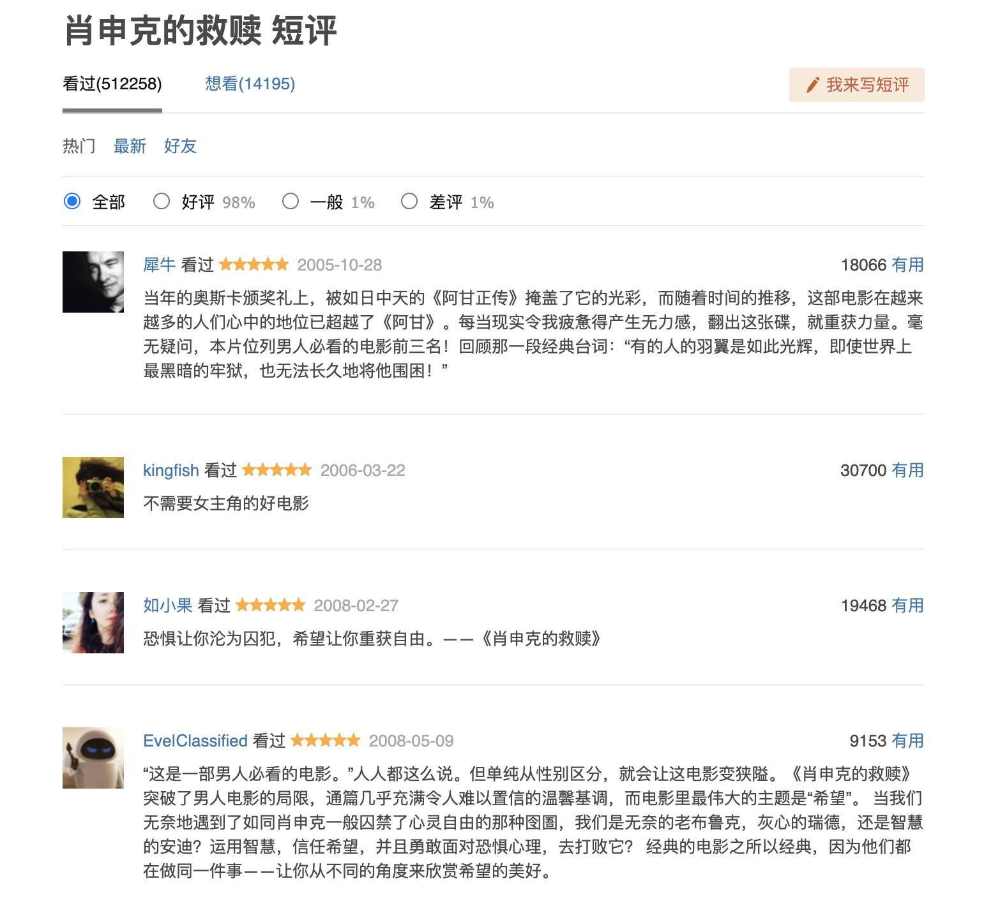 肖申克的救赎 短评
看过(512258) 想看(14195) 我来写短评
热门 最新 好友
全部 好评 98% 一般 1% 差评 1%
犀牛 看过 2005-10-28 18066 有用
当年的奥斯卡颁奖礼上，被如日中天的《阿甘正传》掩盖了它的光彩，而随着时间的推移，这部电影在越来
越多的人们心中的地位已超越了《阿甘》。每当现实令我疲惫得产生无力感，翻出这张碟，就重获力量。毫
无疑问，本片位列男人必看的电影前三名！回顾那一段经典台词：“有的人的羽翼是如此光辉，即使世界上
最黑暗的牢狱，也无法长久地将他围困！”
kingfish 看过 2006-03-22 30700 有用
不需要女主角的好电影
如小果 看过 2008-02-27 19468 有用
恐惧让你沦为囚犯，希望让你重获自由。——《肖申克的救赎》
EvelClassified 看过 2008-05-09 9153 有用
“这是一部男人必看的电影。”人人都这么说。但单纯从性别区分，就会让这电影变狭隘。《肖申克的救赎》
突破了男人电影的局限，通篇几乎充满令人难以置信的温馨基调，而电影里最伟大的主题是“希望”。 当我们
无奈地遇到了如同肖申克一般囚禁了心灵自由的那种囹圄，我们是无奈的老布鲁克，灰心的瑞德，还是智慧
的安迪？运用智慧，信任希望，并且勇敢面对恐惧心理，去打败它？ 经典的电影之所以经典，因为他们都
在做同一件事——让你从不同的角度来欣赏希望的美好。